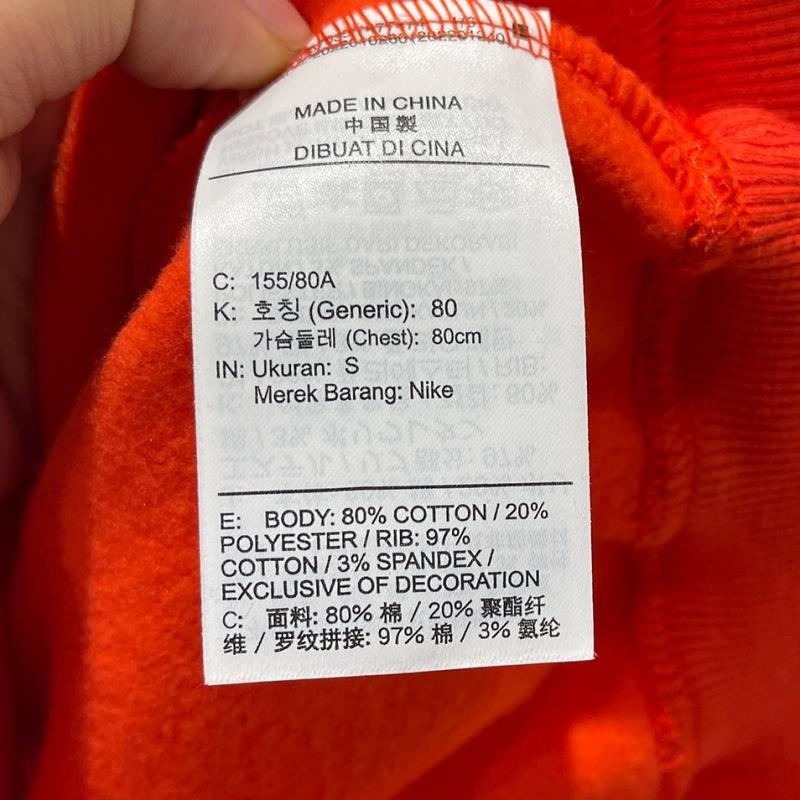 MADE IN CHINA
中国製
DIBUAT DI CINA
C: 155/80A
K: 호칭 (Generic): 80
가슴둘레 (Chest): 80cm
IN: Ukuran: S
Merek Barang: Nike
E: BODY: 80% COTTON / 20%
POLYESTER / RIB: 97%
COTTON / 3% SPANDEX /
EXCLUSIVE OF DECORATION
C: 面料: 80% 棉 / 20% 聚酯纤
维 / 罗纹拼接: 97% 棉 / 3% 氨纶